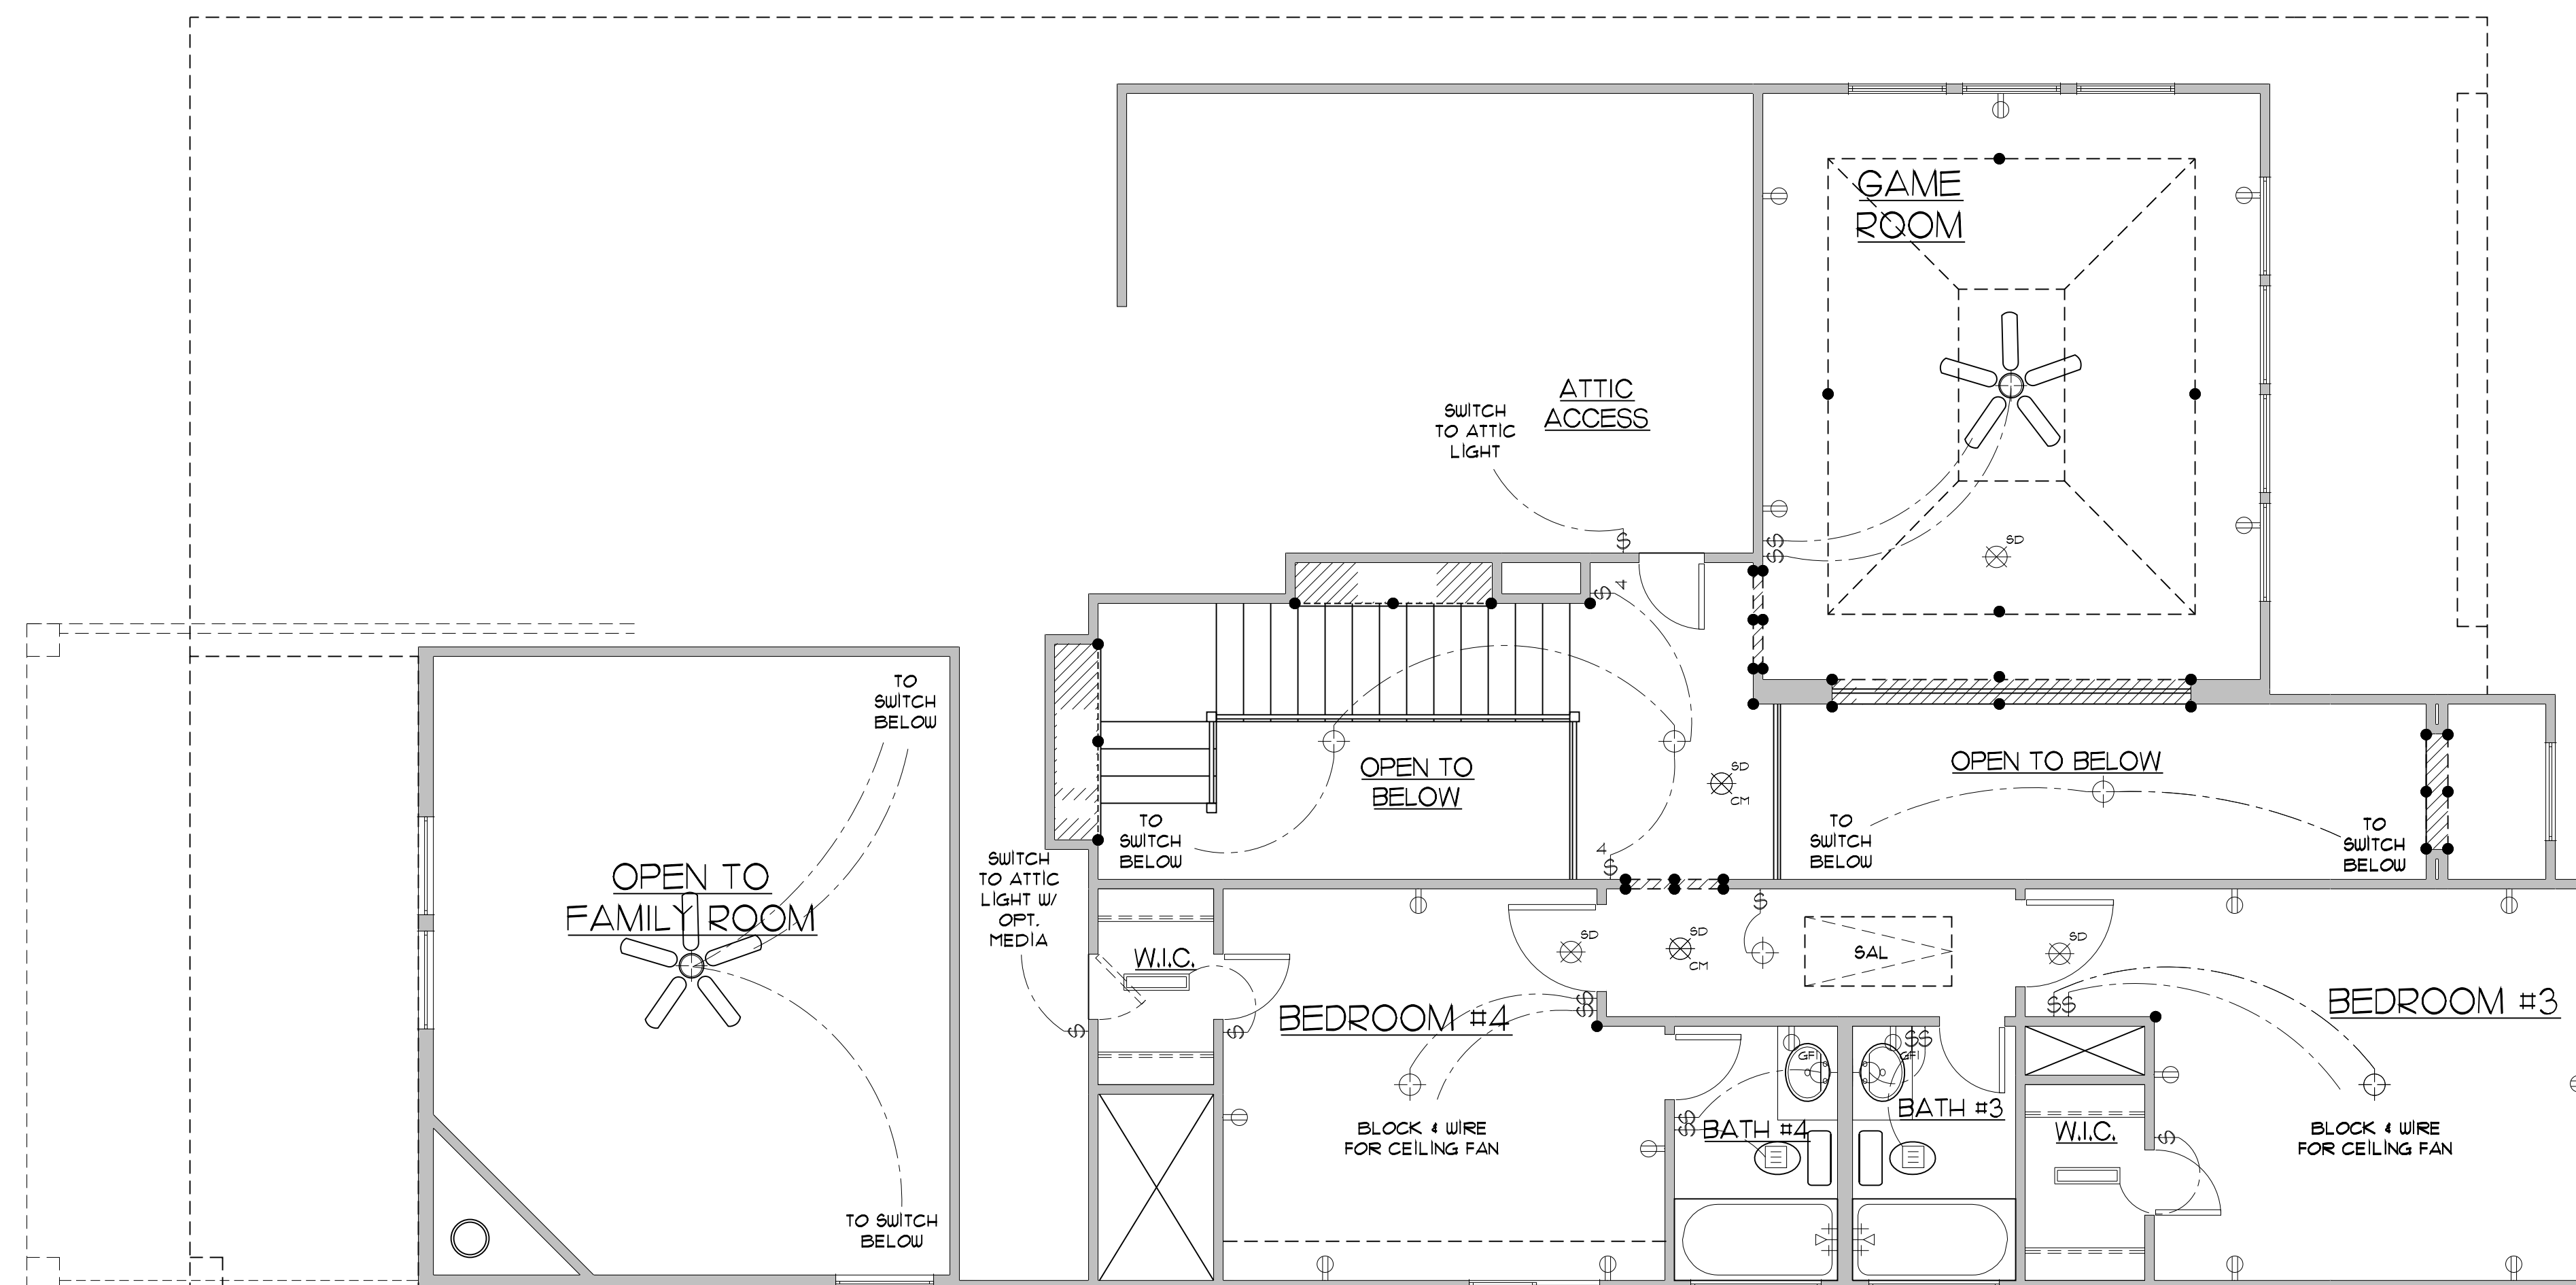 GAME
ROOM
ATTIC
ACCESS
SWITCH
TO ATTIC
LIGHT
$
$
$
SD
$ 4
TO
SWITCH
BELOW
OPEN TO
BELOW
SD
CM
OPEN TO BELOW
TO
SWITCH
BELOW
TO
SWITCH
BELOW
TO
SWITCH
BELOW
4
$
SWITCH
TO ATTIC
LIGHT W/
OPT.
MEDIA
OPEN TO
FAMILY ROOM
$
SD
SD
CM
SAL
SD
W.I.C.
$
$
BEDROOM #4
$
$
$$
BEDROOM #3
$$
GFI
GFI
BATH #3
$
$
BATH #4
BLOCK & WIRE
FOR CEILING FAN
W.I.C.
$
BLOCK & WIRE
FOR CEILING FAN
TO SWITCH
BELOW